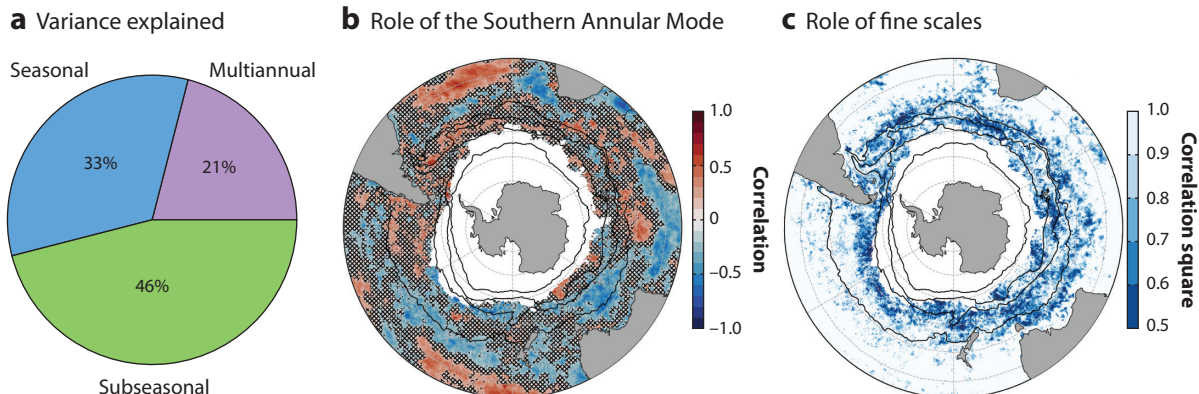 a Variance explained
Seasonal
Multiannual
33%
21%
46%
Subseasonal
b Role of the Southern Annular Mode
1.0
0.5
0
−0.5
−1.0
Correlation
c Role of fine scales
1.0
0.9
0.8
0.7
0.6
0.5
Correlation square